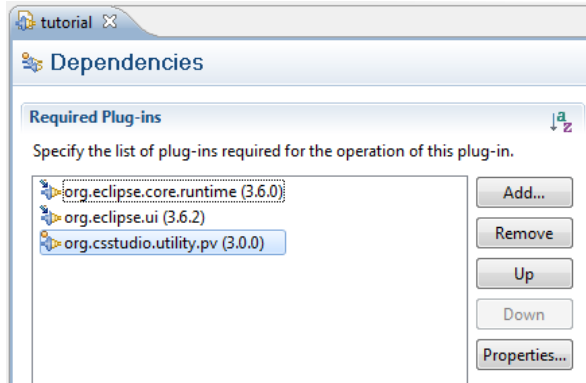 tutorial
Dependencies
Required Plug-ins
Specify the list of plug-ins required for the operation of this plug-in.
org.eclipse.core.runtime (3.6.0)
org.eclipse.ui (3.6.2)
org.csstudio.utility.pv (3.0.0)
Add...
Remove
Up
Down
Properties...